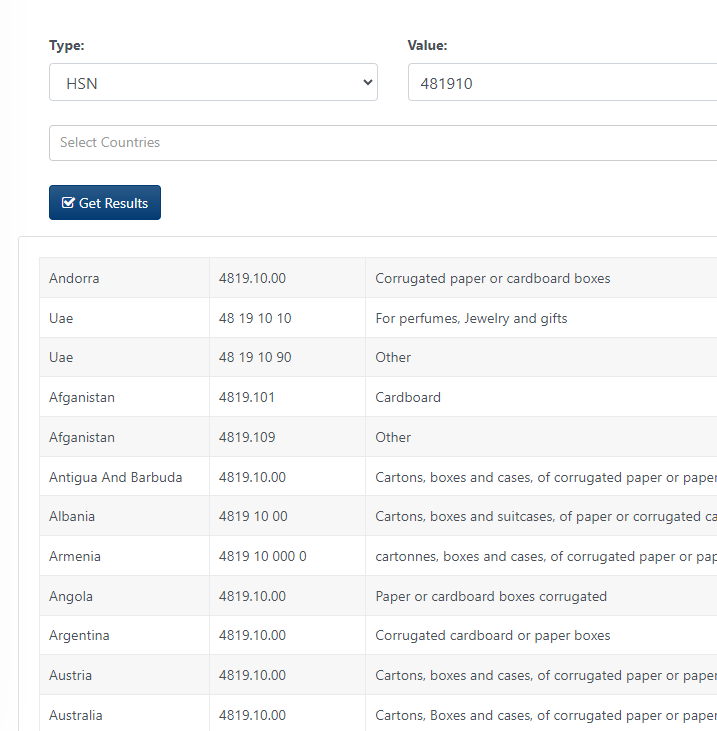 Type: Value:
HSN 481910
Select Countries
Get Results
Andorra 4819.10.00 Corrugated paper or cardboard boxes
Uae 48 19 10 10 For perfumes, Jewelry and gifts
Uae 48 19 10 90 Other
Afganistan 4819.101 Cardboard
Afganistan 4819.109 Other
Antigua And Barbuda 4819.10.00 Cartons, boxes and cases, of corrugated paper or paper
Albania 4819 10 00 Cartons, boxes and suitcases, of paper or corrugated ca
Armenia 4819 10 000 0 cartonnes, boxes and cases, of corrugated paper or pap
Angola 4819.10.00 Paper or cardboard boxes corrugated
Argentina 4819.10.00 Corrugated cardboard or paper boxes
Austria 4819.10.00 Cartons, boxes and cases, of corrugated paper or paper
Australia 4819.10.00 Cartons, Boxes and cases, of corrugated paper or paper